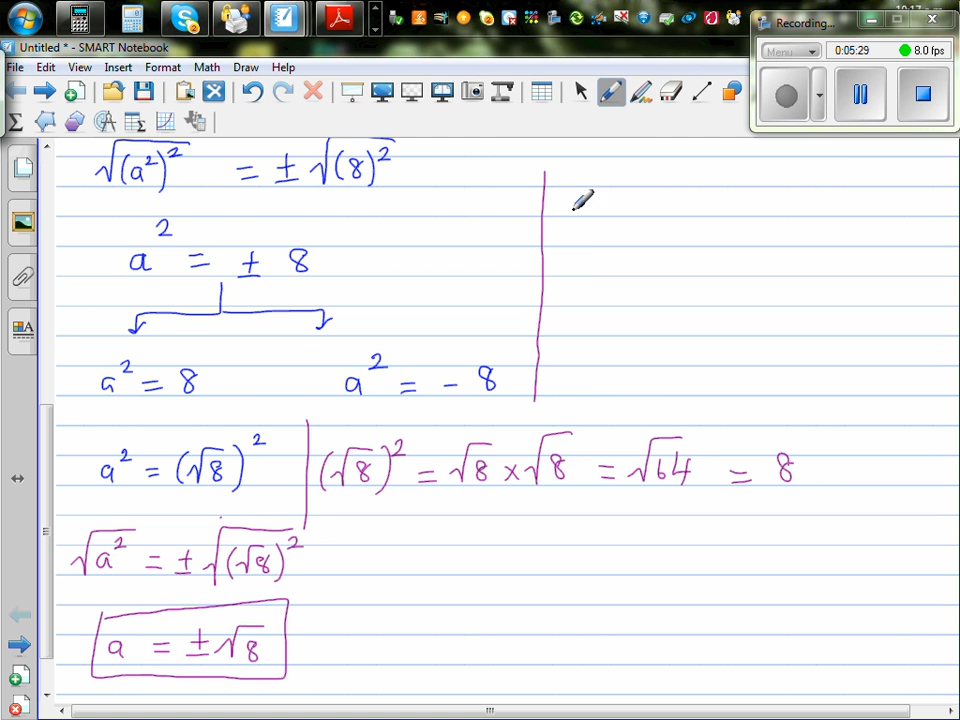 Recording...
Menu
0:05:29
8.0 fps
Untitled * - SMART Notebook
File Edit View Insert Format Math Draw Help
√(a²)² = ± √(8)²
a² = ± 8
a² = 8 a² = - 8
a² = (√8)² (√8)² = √8 × √8 = √64 = 8
√a² = ± √(√8)²
a = ± √8